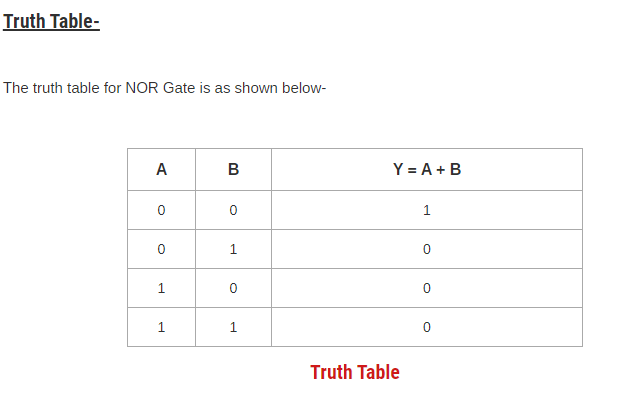 Truth Table-
The truth table for NOR Gate is as shown below-
A B Y = A + B
0 0 1
0 1 0
1 0 0
1 1 0
Truth Table